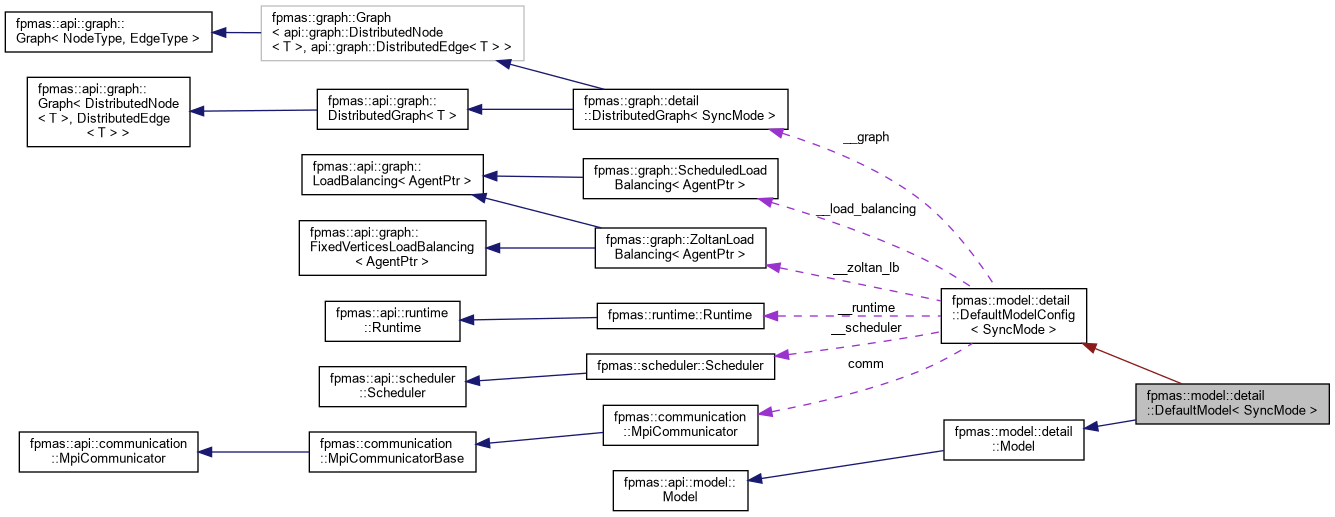 fpmas::api::graph::
Graph< NodeType, EdgeType >
fpmas::graph::Graph
< api::graph::DistributedNode
< T >, api::graph::DistributedEdge< T > >
fpmas::api::graph::
Graph< DistributedNode
< T >, DistributedEdge
< T > >
fpmas::api::graph::
DistributedGraph< T >
fpmas::graph::detail
::DistributedGraph< SyncMode >
__graph
fpmas::api::graph::
LoadBalancing< AgentPtr >
fpmas::graph::ScheduledLoad
Balancing< AgentPtr >
__load_balancing
fpmas::api::graph::
FixedVerticesLoadBalancing
< AgentPtr >
fpmas::graph::ZoltanLoad
Balancing< AgentPtr >
__zoltan_lb
fpmas::api::runtime
::Runtime
fpmas::runtime::Runtime
__runtime
fpmas::model::detail
::DefaultModelConfig
< SyncMode >
fpmas::api::scheduler
::Scheduler
fpmas::scheduler::Scheduler
__scheduler
comm
fpmas::model::detail
::DefaultModel< SyncMode >
fpmas::api::communication
::MpiCommunicator
fpmas::communication
::MpiCommunicatorBase
fpmas::communication
::MpiCommunicator
fpmas::model::detail
::Model
fpmas::api::model::
Model